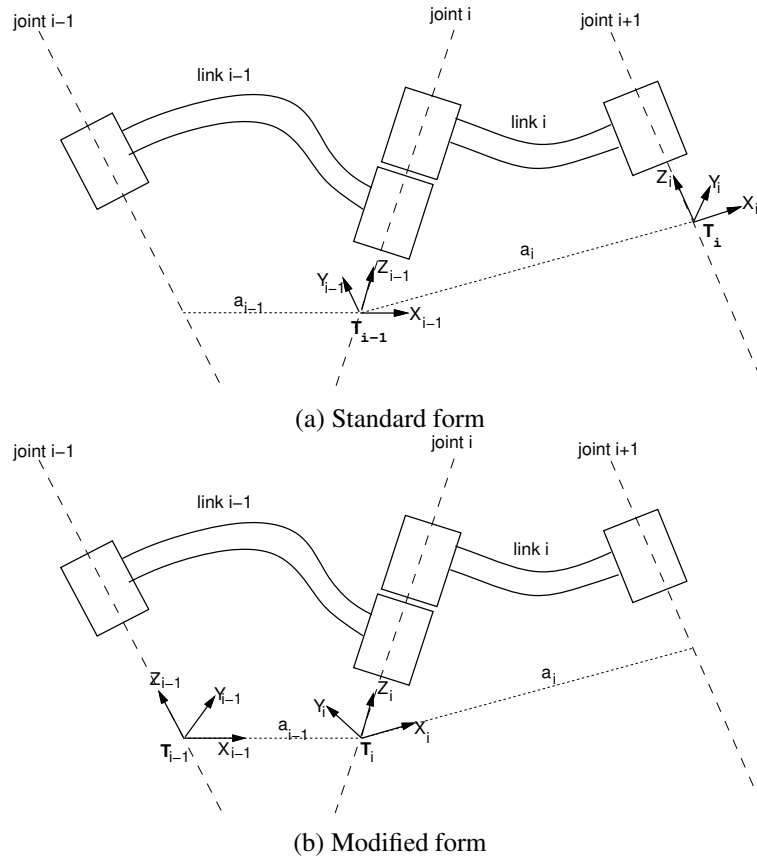 joint i−1
joint i
joint i+1
link i−1
link i
Z_i
Y_i
X_i
T_i
a_i
Y_{i−1}
Z_{i−1}
a_{i−1}
X_{i−1}
T_{i−1}
(a) Standard form
joint i−1
joint i
joint i+1
link i−1
link i
Z_{i−1}
Y_{i−1}
Z_i
Y_i
a_i
X_i
a_{i−1}
T_{i−1}
X_{i−1}
T_i
(b) Modified form